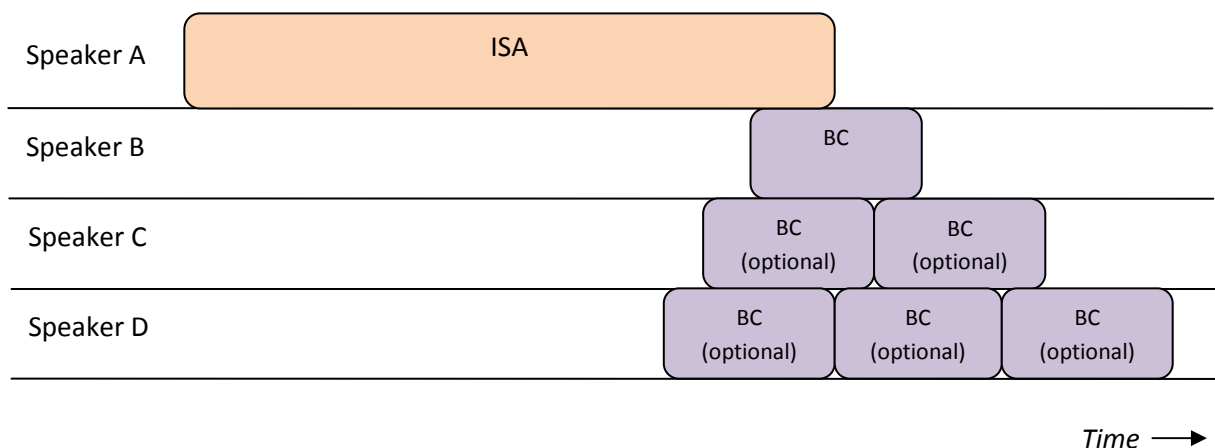 Speaker A
ISA
Speaker B
BC
Speaker C
BC
(optional)
BC
(optional)
Speaker D
BC
(optional)
BC
(optional)
BC
(optional)
Time